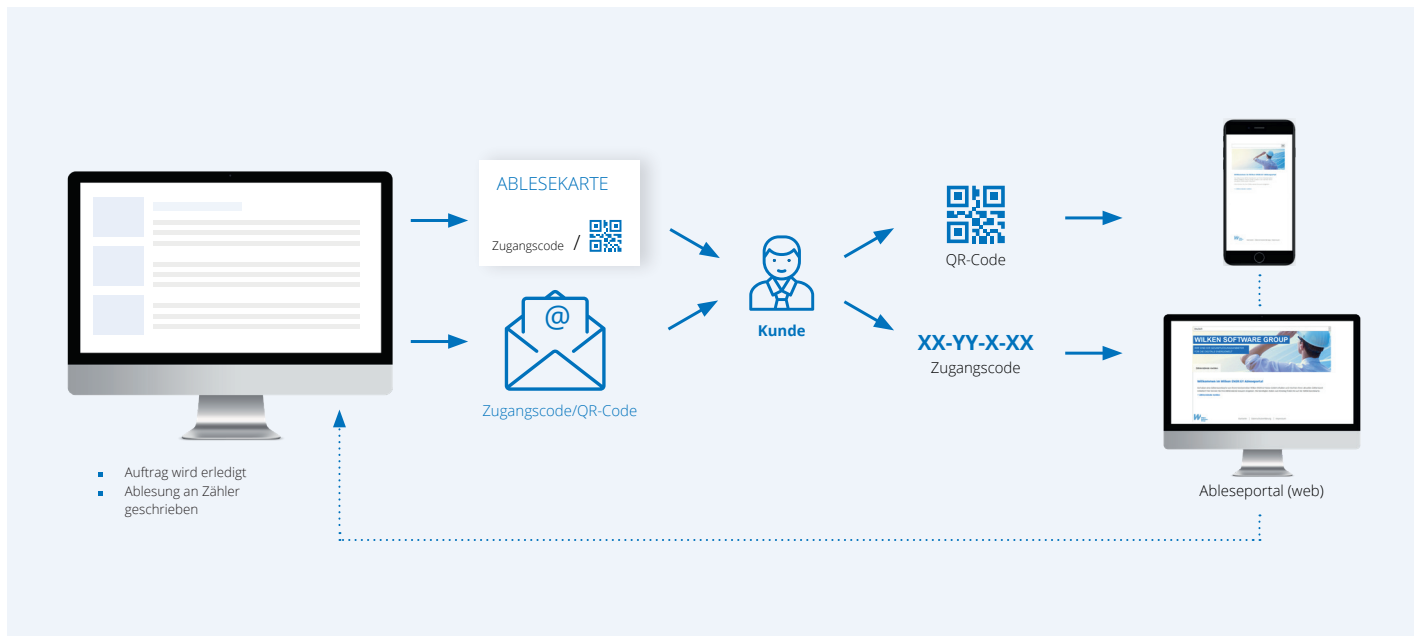 ABLESEKARTE
Zugangscode /
@
Zugangscode/QR-Code
Kunde
QR-Code
XX-YY-X-XX
Zugangscode
WILKEN SOFTWARE GROUP
Ableseportal (web)
Auftrag wird erledigt
Ablesung an Zähler
geschrieben